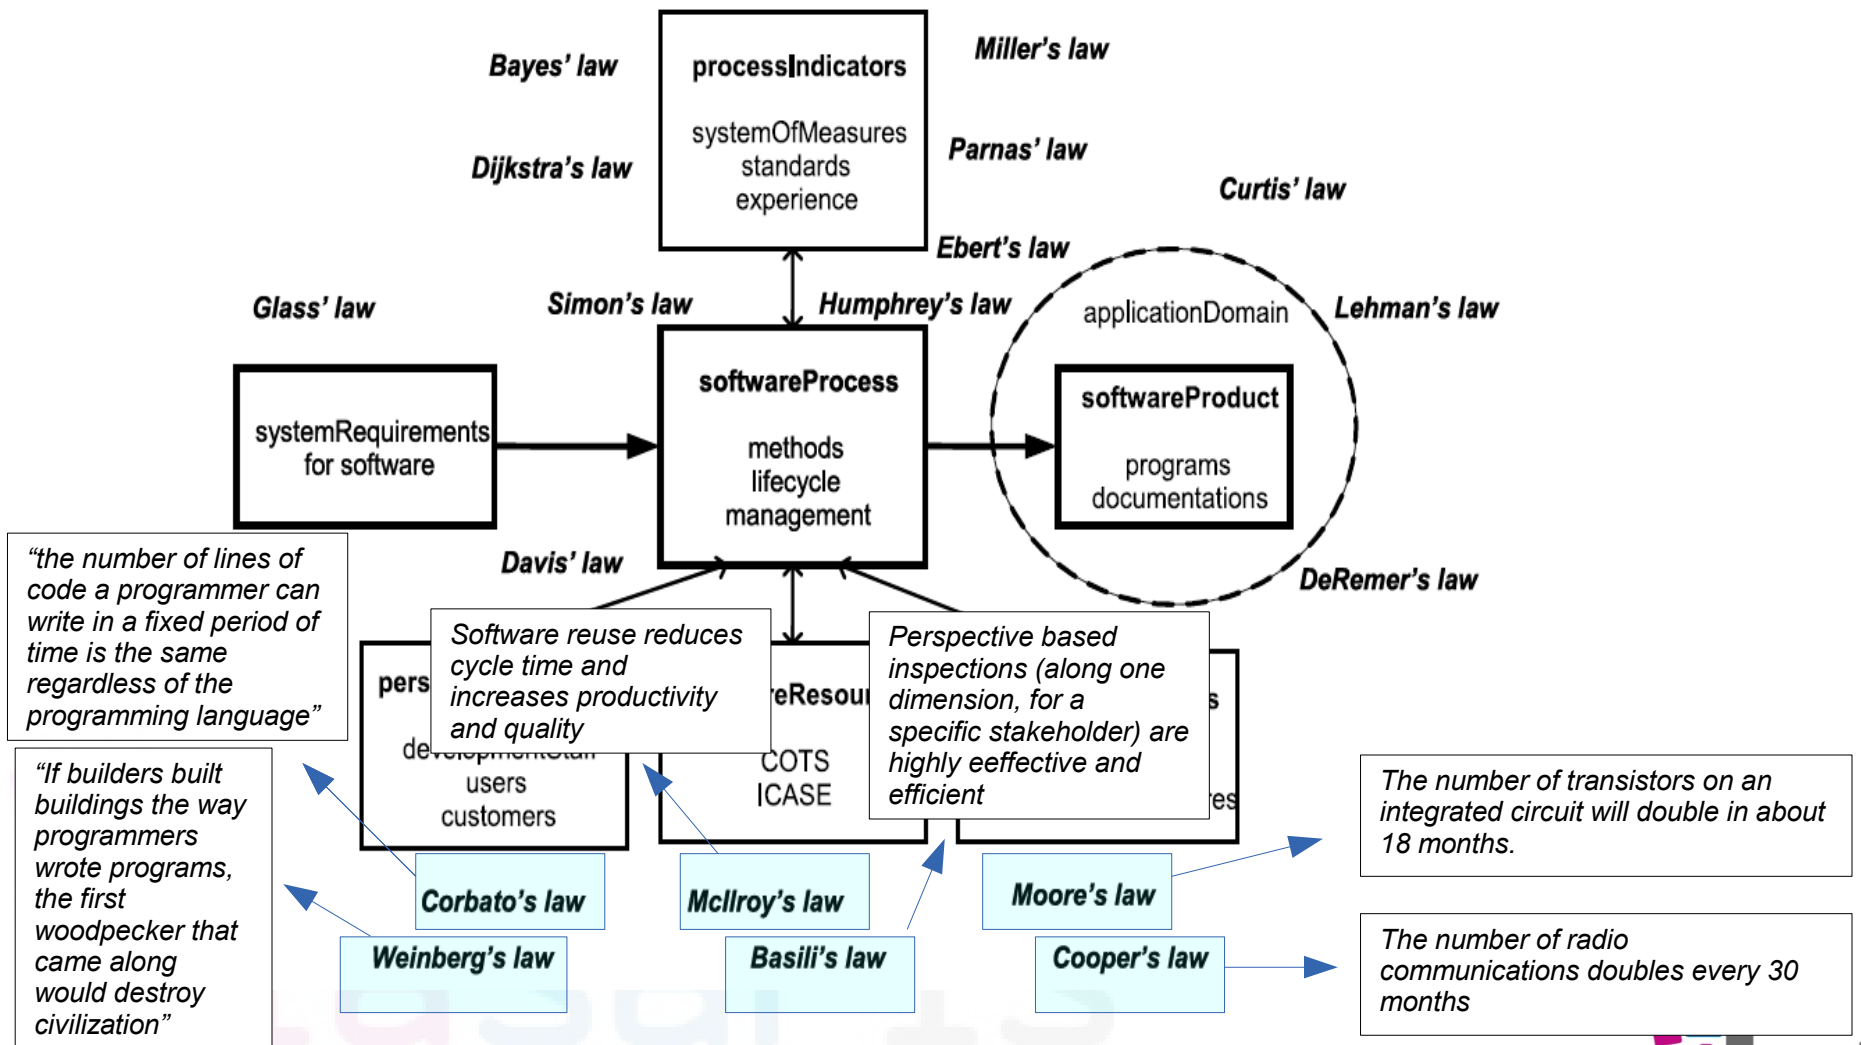 Bayes’ law
processIndicators
Miller’s law
systemOfMeasures
standards
experience
Dijkstra’s law
Parnas’ law
Curtis’ law
Ebert’s law
Glass’ law
Simon’s law
Humphrey’s law
applicationDomain
Lehman’s law
systemRequirements
for software
softwareProcess
methods
lifecycle
management
softwareProduct
programs
documentations
Davis’ law
DeRemer’s law
“the number of lines of
code a programmer can
write in a fixed period of
time is the same
regardless of the
programming language”
Software reuse reduces
cycle time and
increases productivity
and quality
Perspective based
inspections (along one
dimension, for a
specific stakeholder) are
highly eeffective and
efficient
users
customers
COTS
ICASE
“If builders built
buildings the way
programmers
wrote programs,
the first
woodpecker that
came along
would destroy
civilization”
The number of transistors on an
integrated circuit will double in about
18 months.
Corbato’s law
McIlroy’s law
Moore’s law
Weinberg’s law
Basili’s law
Cooper’s law
The number of radio
communications doubles every 30
months